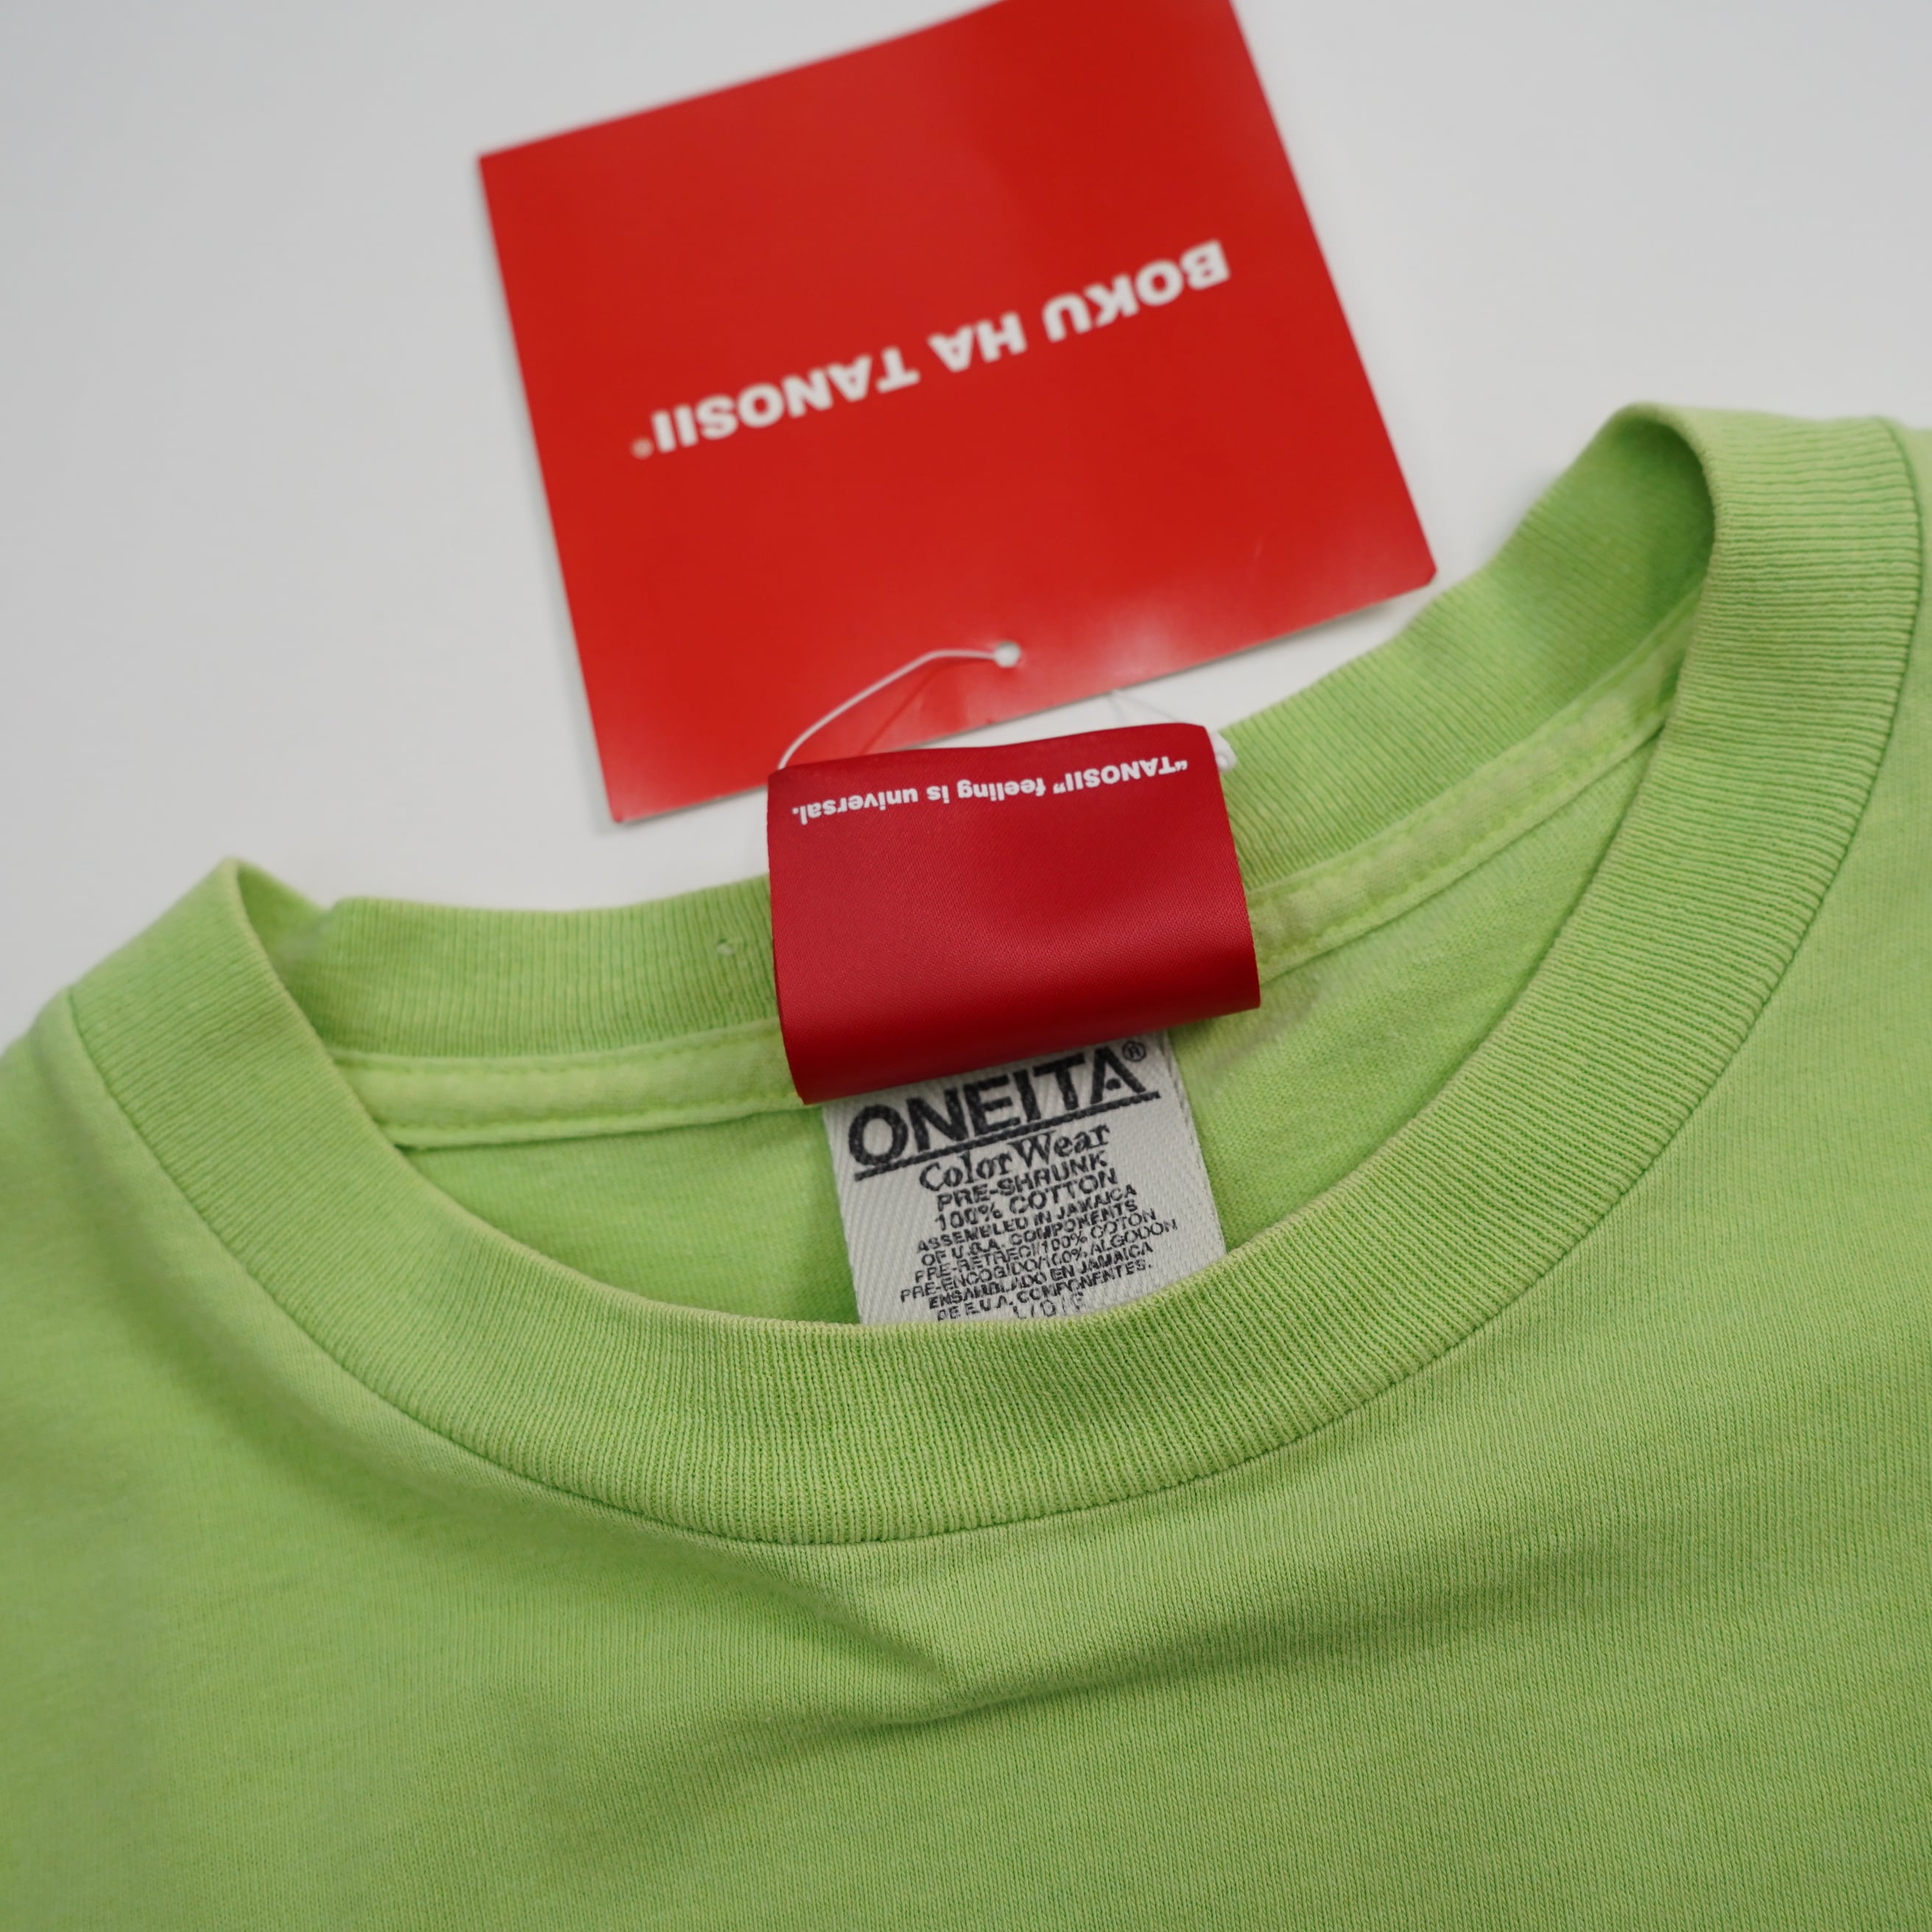 BOKU HA TANOSII®
“TANOSII” feeling is universal.
ONEITA®
Color Wear
PRE-SHRUNK
100% COTTON
ASSEMBLED IN JAMAICA
OF U.S.A. COMPONENTS
PRE-RETRECI/100% COTON
PRE-ENCOGIDO/100% ALGODON
ENSAMBLADO EN JAMAICA
DE E.U.A. COMPONENTES.